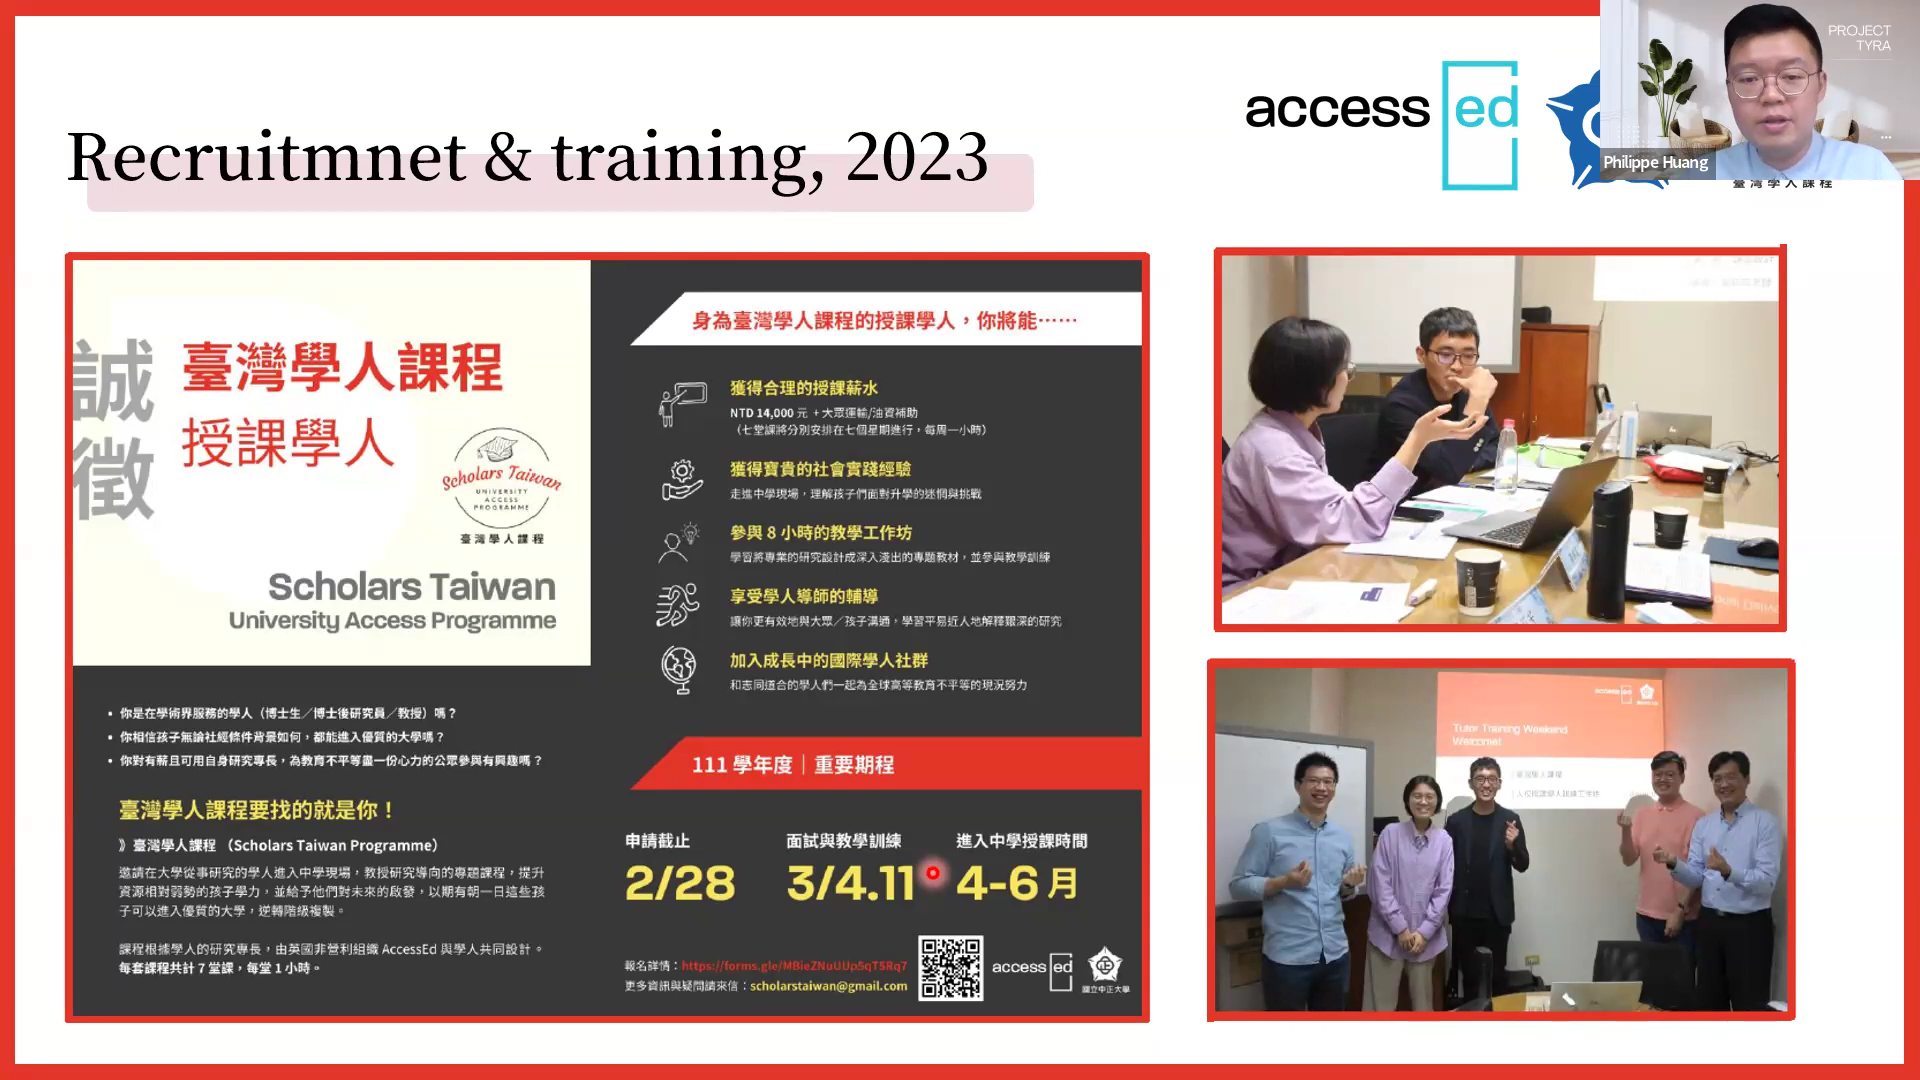 Recruitmnet & training, 2023
access ed
PROJECT
TYRA
Philippe Huang
臺灣學人課程
誠徵
臺灣學人課程
授課學人
Scholars Taiwan
UNIVERSITY
ACCESS
PROGRAMME
臺灣學人課程
Scholars Taiwan
University Access Programme
• 你是在學術界服務的學人（博士生／博士後研究員／教授）嗎？
• 你相信孩子無論社經條件背景如何，都能進入優質的大學嗎？
• 你對有薪且可用自身研究專長，為教育不平等盡一份心力的公眾參與有興趣嗎？
臺灣學人課程要找的就是你！
》臺灣學人課程 （Scholars Taiwan Programme）
邀請在大學從事研究的學人進入中學現場，教授研究導向的專題課程，提升
資源相對弱勢的孩子學力，並給予他們對未來的啟發，以期有朝一日這些孩
子可以進入優質的大學，逆轉階級複製。
課程根據學人的研究專長，由英國非營利組織 AccessEd 與學人共同設計。
每套課程共計 7 堂課，每堂 1 小時。
身為臺灣學人課程的授課學人，你將能⋯⋯
獲得合理的授課薪水
NTD 14,000 元 + 大眾運輸/油資補助
（七堂課將分別安排在七個星期進行，每周一小時）
獲得寶貴的社會實踐經驗
走進中學現場，理解孩子們面對升學的迷惘與挑戰
參與 8 小時的教學工作坊
學習將專業的研究設計成深入淺出的專題教材，並參與教學訓練
享受學人導師的輔導
讓你更有效地與大眾／孩子溝通，學習平易近人地解釋艱深的研究
加入成長中的國際學人社群
和志同道合的學人們一起為全球高等教育不平等的現況努力
111 學年度｜重要期程
申請截止
2/28
面試與教學訓練
3/4.11
進入中學授課時間
4-6 月
報名詳情：https://forms.gle/MBieZNuUUp5qTSRq7
更多資訊與疑問請來信：scholarstaiwan@gmail.com
access ed
國立中正大學
access ed
Tutor Training Weekend
Welcome!
臺灣學人課程